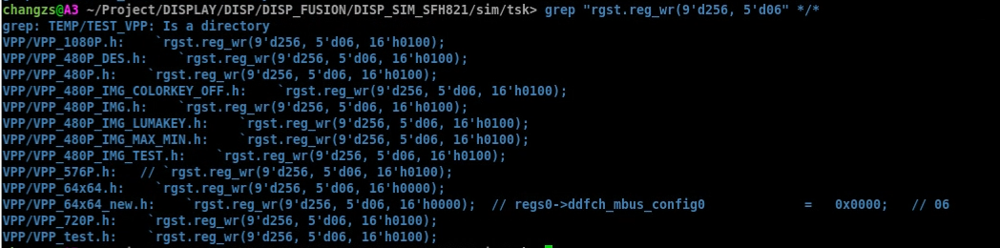 changzs@A3 ~/Project/DISPLAY/DISP/DISP_FUSION/DISP_SIM_SFH821/sim/tsk> grep "rgst.reg_wr(9'd256, 5'd06" */*
grep: TEMP/TEST_VPP: Is a directory
VPP/VPP_1080P.h:    `rgst.reg_wr(9'd256, 5'd06, 16'h0100);
VPP/VPP_480P_DES.h:    `rgst.reg_wr(9'd256, 5'd06, 16'h0100);
VPP/VPP_480P.h:    `rgst.reg_wr(9'd256, 5'd06, 16'h0100);
VPP/VPP_480P_IMG_COLORKEY_OFF.h:    `rgst.reg_wr(9'd256, 5'd06, 16'h0100);
VPP/VPP_480P_IMG.h:    `rgst.reg_wr(9'd256, 5'd06, 16'h0100);
VPP/VPP_480P_IMG_LUMAKEY.h:    `rgst.reg_wr(9'd256, 5'd06, 16'h0100);
VPP/VPP_480P_IMG_MAX_MIN.h:    `rgst.reg_wr(9'd256, 5'd06, 16'h0100);
VPP/VPP_480P_IMG_TEST.h:    `rgst.reg_wr(9'd256, 5'd06, 16'h0100);
VPP/VPP_576P.h:   // `rgst.reg_wr(9'd256, 5'd06, 16'h0100);
VPP/VPP_64x64.h:    `rgst.reg_wr(9'd256, 5'd06, 16'h0000);
VPP/VPP_64x64_new.h:    `rgst.reg_wr(9'd256, 5'd06, 16'h0000);  // regs0->ddfch_mbus_config0             =   0x0000;   // 06
VPP/VPP_720P.h:    `rgst.reg_wr(9'd256, 5'd06, 16'h0100);
VPP/VPP_test.h:    `rgst.reg_wr(9'd256, 5'd06, 16'h0100);